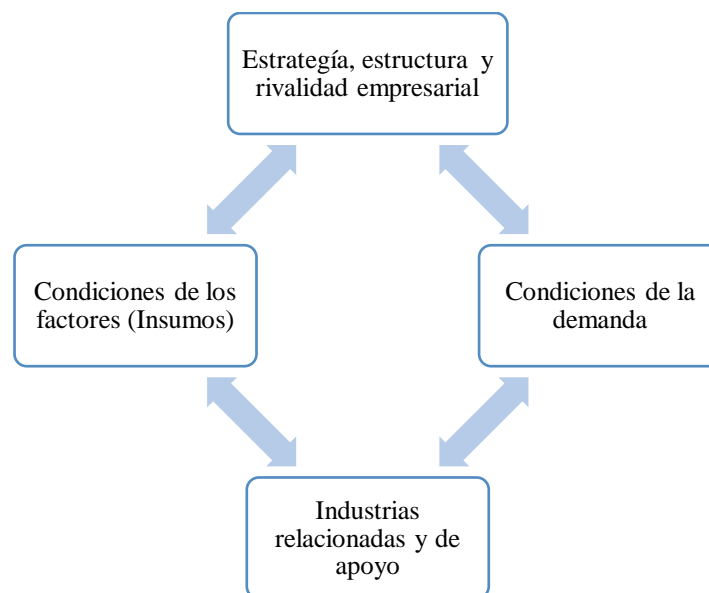 Estrategía, estructura y
rivalidad empresarial
Condiciones de los
factores (Insumos)
Condiciones de la
demanda
Industrias
relacionadas y de
apoyo